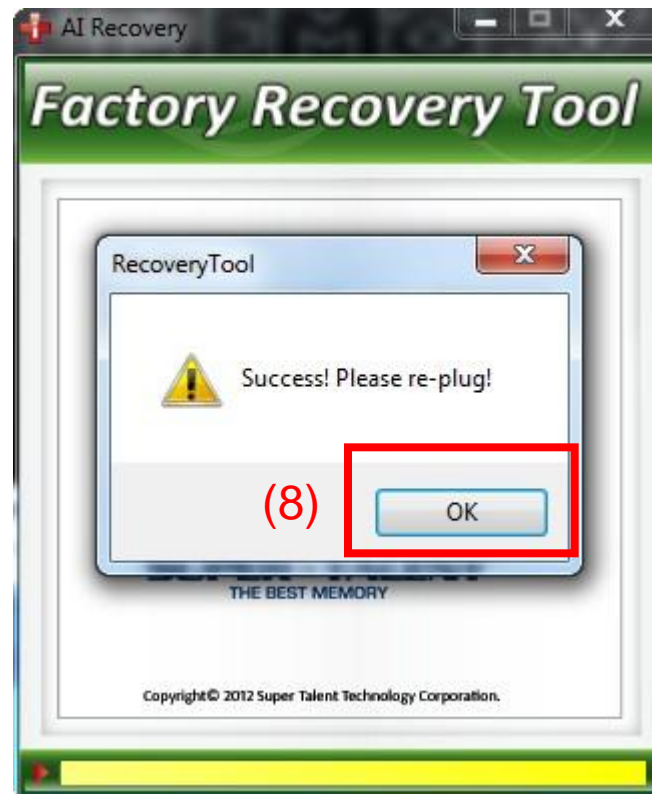 AI Recovery
Factory Recovery Tool
RecoveryTool
Success! Please re-plug!
(8)
OK
THE BEST MEMORY
Copyright© 2012 Super Talent Technology Corporation.